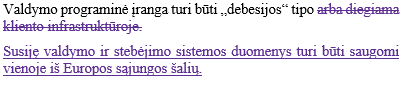 Valdymo programinė įranga turi būti „debesijos“ tipo arba diegiama
kliento infrastruktūroje.
Susiję valdymo ir stebėjimo sistemos duomenys turi būti saugomi
vienoje iš Europos sąjungos šalių.